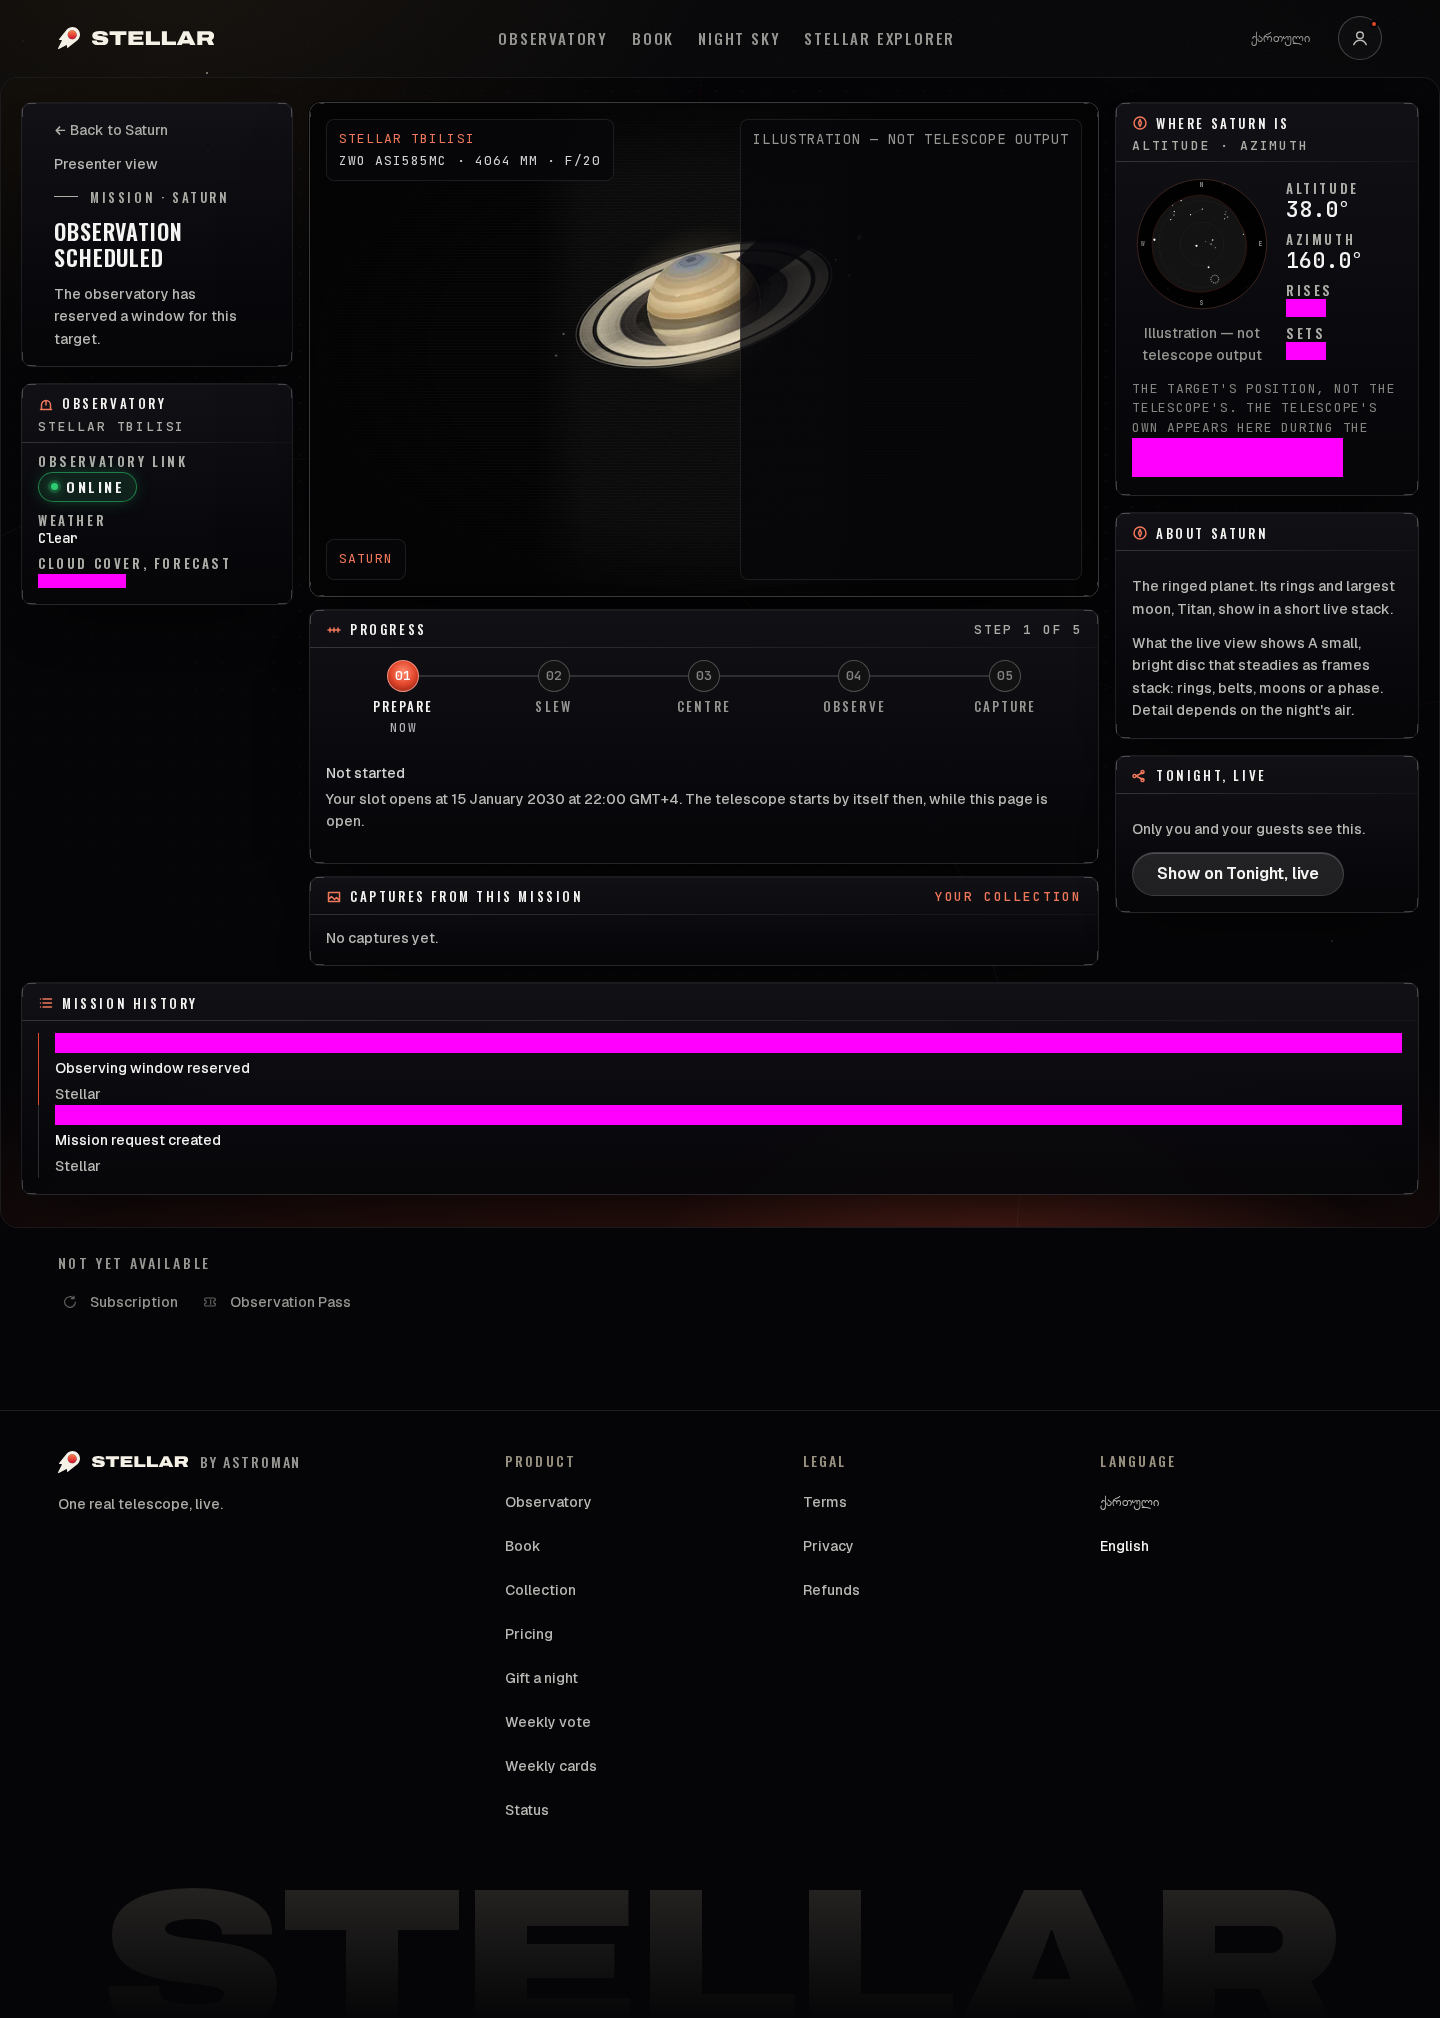 STELLAR
OBSERVATORY
BOOK
NIGHT SKY
STELLAR EXPLORER
ქართული
← Back to Saturn
Presenter view
MISSION · SATURN
OBSERVATION
SCHEDULED
The observatory has
reserved a window for this
target.
OBSERVATORY
STELLAR TBILISI
OBSERVATORY LINK
ONLINE
WEATHER
Clear
CLOUD COVER, FORECAST
STELLAR TBILISI
ZWO ASI585MC · 4064 MM · F/20
ILLUSTRATION — NOT TELESCOPE OUTPUT
SATURN
PROGRESS
STEP 1 OF 5
01
02
03
04
05
PREPARE
SLEW
CENTRE
OBSERVE
CAPTURE
NOW
Not started
Your slot opens at 15 January 2030 at 22:00 GMT+4. The telescope starts by itself then, while this page is
open.
CAPTURES FROM THIS MISSION
YOUR COLLECTION
No captures yet.
WHERE SATURN IS
ALTITUDE · AZIMUTH
N
W
E
S
Illustration — not
telescope output
ALTITUDE
38.0°
AZIMUTH
160.0°
RISES
SETS
THE TARGET'S POSITION, NOT THE
TELESCOPE'S. THE TELESCOPE'S
OWN APPEARS HERE DURING THE
ABOUT SATURN
The ringed planet. Its rings and largest
moon, Titan, show in a short live stack.
What the live view shows A small,
bright disc that steadies as frames
stack: rings, belts, moons or a phase.
Detail depends on the night's air.
TONIGHT, LIVE
Only you and your guests see this.
Show on Tonight, live
MISSION HISTORY
Observing window reserved
Stellar
Mission request created
Stellar
NOT YET AVAILABLE
Subscription
Observation Pass
STELLAR BY ASTROMAN
One real telescope, live.
PRODUCT
Observatory
Book
Collection
Pricing
Gift a night
Weekly vote
Weekly cards
Status
LEGAL
Terms
Privacy
Refunds
LANGUAGE
ქართული
English
STELLAR